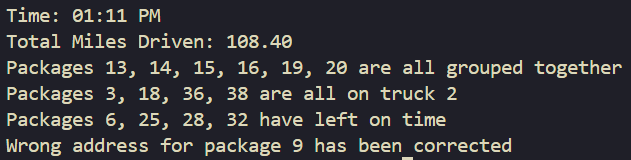 Time: 01:11 PM
Total Miles Driven: 108.40
Packages 13, 14, 15, 16, 19, 20 are all grouped together
Packages 3, 18, 36, 38 are all on truck 2
Packages 6, 25, 28, 32 have left on time
Wrong address for package 9 has been corrected